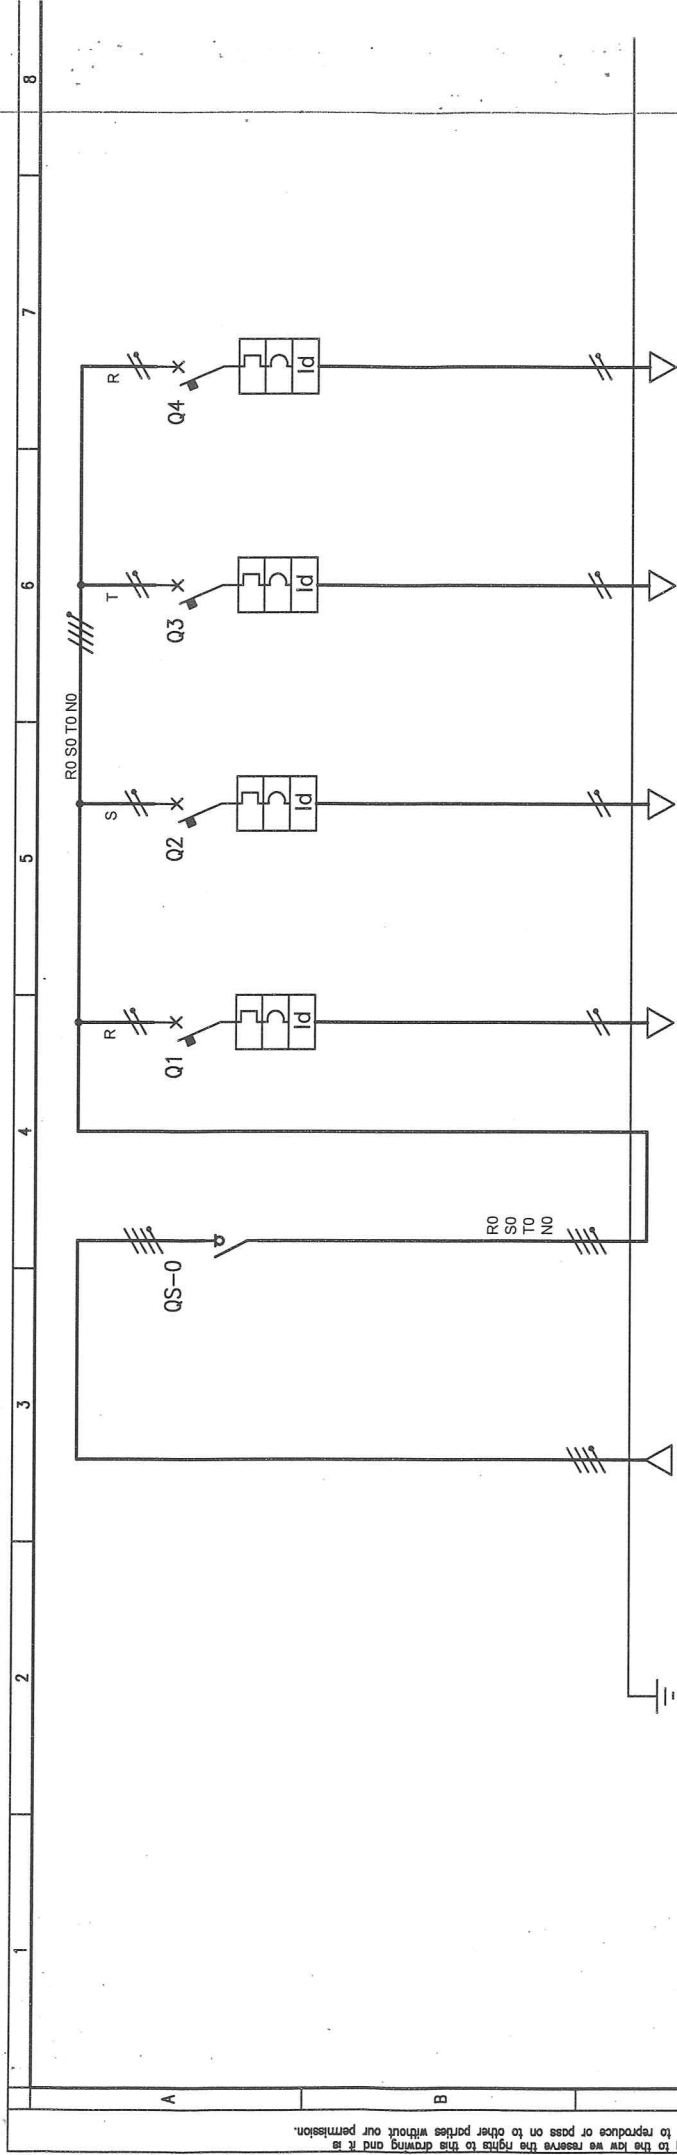 1
2
3
4
5
6
7
8
A
B
QS-0
R0
S0
T0
N0
R0 S0 T0 N0
R
S
T
R
Q1
Q2
Q3
Q4
Id
Id
Id
Id
to the law we reserve the rights to this drawing and it is
to reproduce or pass on to other parties without our permission.